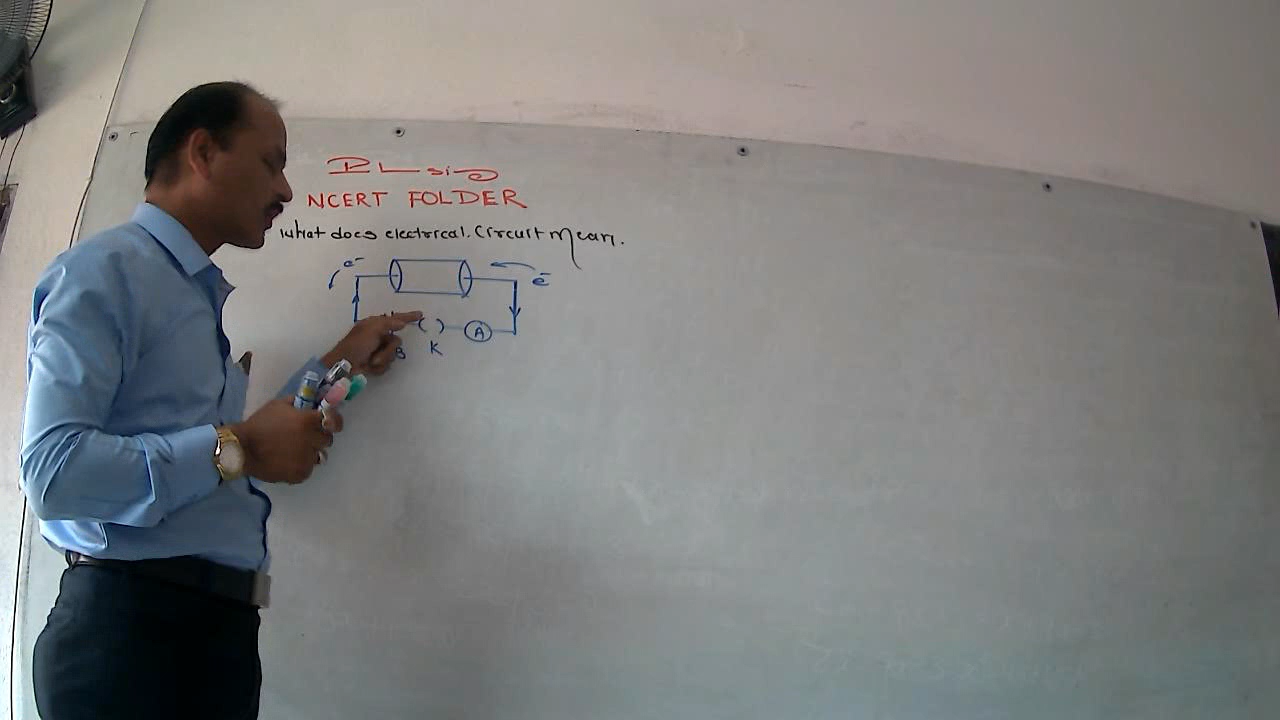 NCERT FOLDER
What does electrical. Circuit Mean.
e⁻ e⁻
A
B K